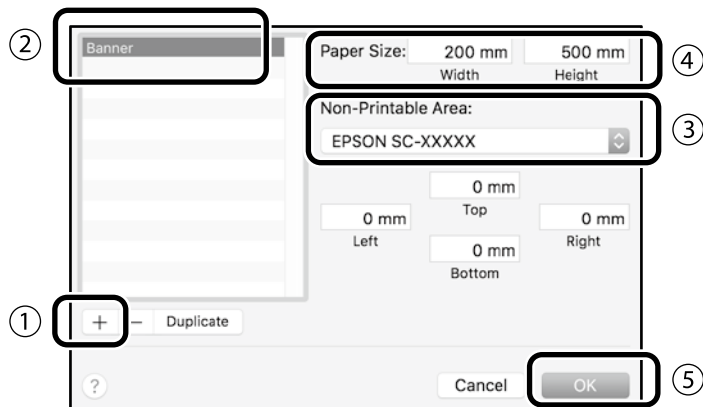 ②
Banner
Paper Size: 200 mm 500 mm
Width Height
④
Non-Printable Area:
EPSON SC-XXXXX
③
0 mm
Top
0 mm 0 mm
Left Right
0 mm
Bottom
①
+ − Duplicate
? Cancel OK
⑤